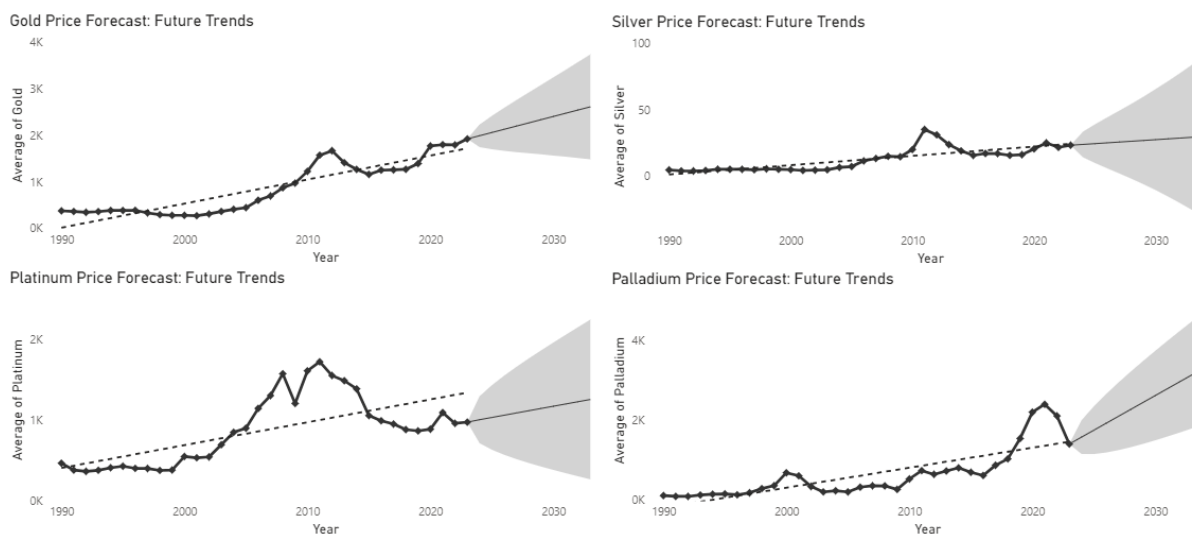 Gold Price Forecast: Future Trends
4K
3K
2K
1K
0K
Average of Gold
1990 2000 2010 2020 2030
Year
Silver Price Forecast: Future Trends
100
50
0
Average of Silver
1990 2000 2010 2020 2030
Year
Platinum Price Forecast: Future Trends
2K
1K
0K
Average of Platinum
1990 2000 2010 2020 2030
Year
Palladium Price Forecast: Future Trends
4K
2K
0K
Average of Palladium
1990 2000 2010 2020 2030
Year